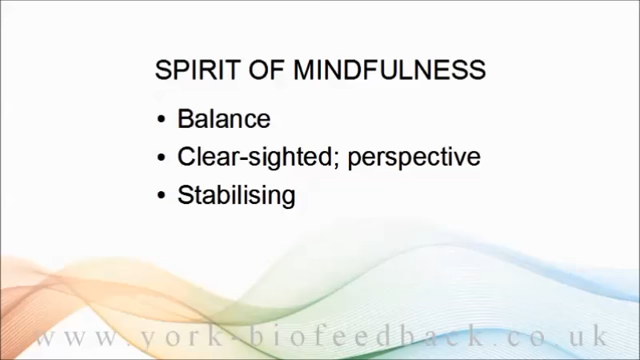 SPIRIT OF MINDFULNESS
• Balance
• Clear-sighted; perspective
• Stabilising
www.york-biofeedback.co.uk